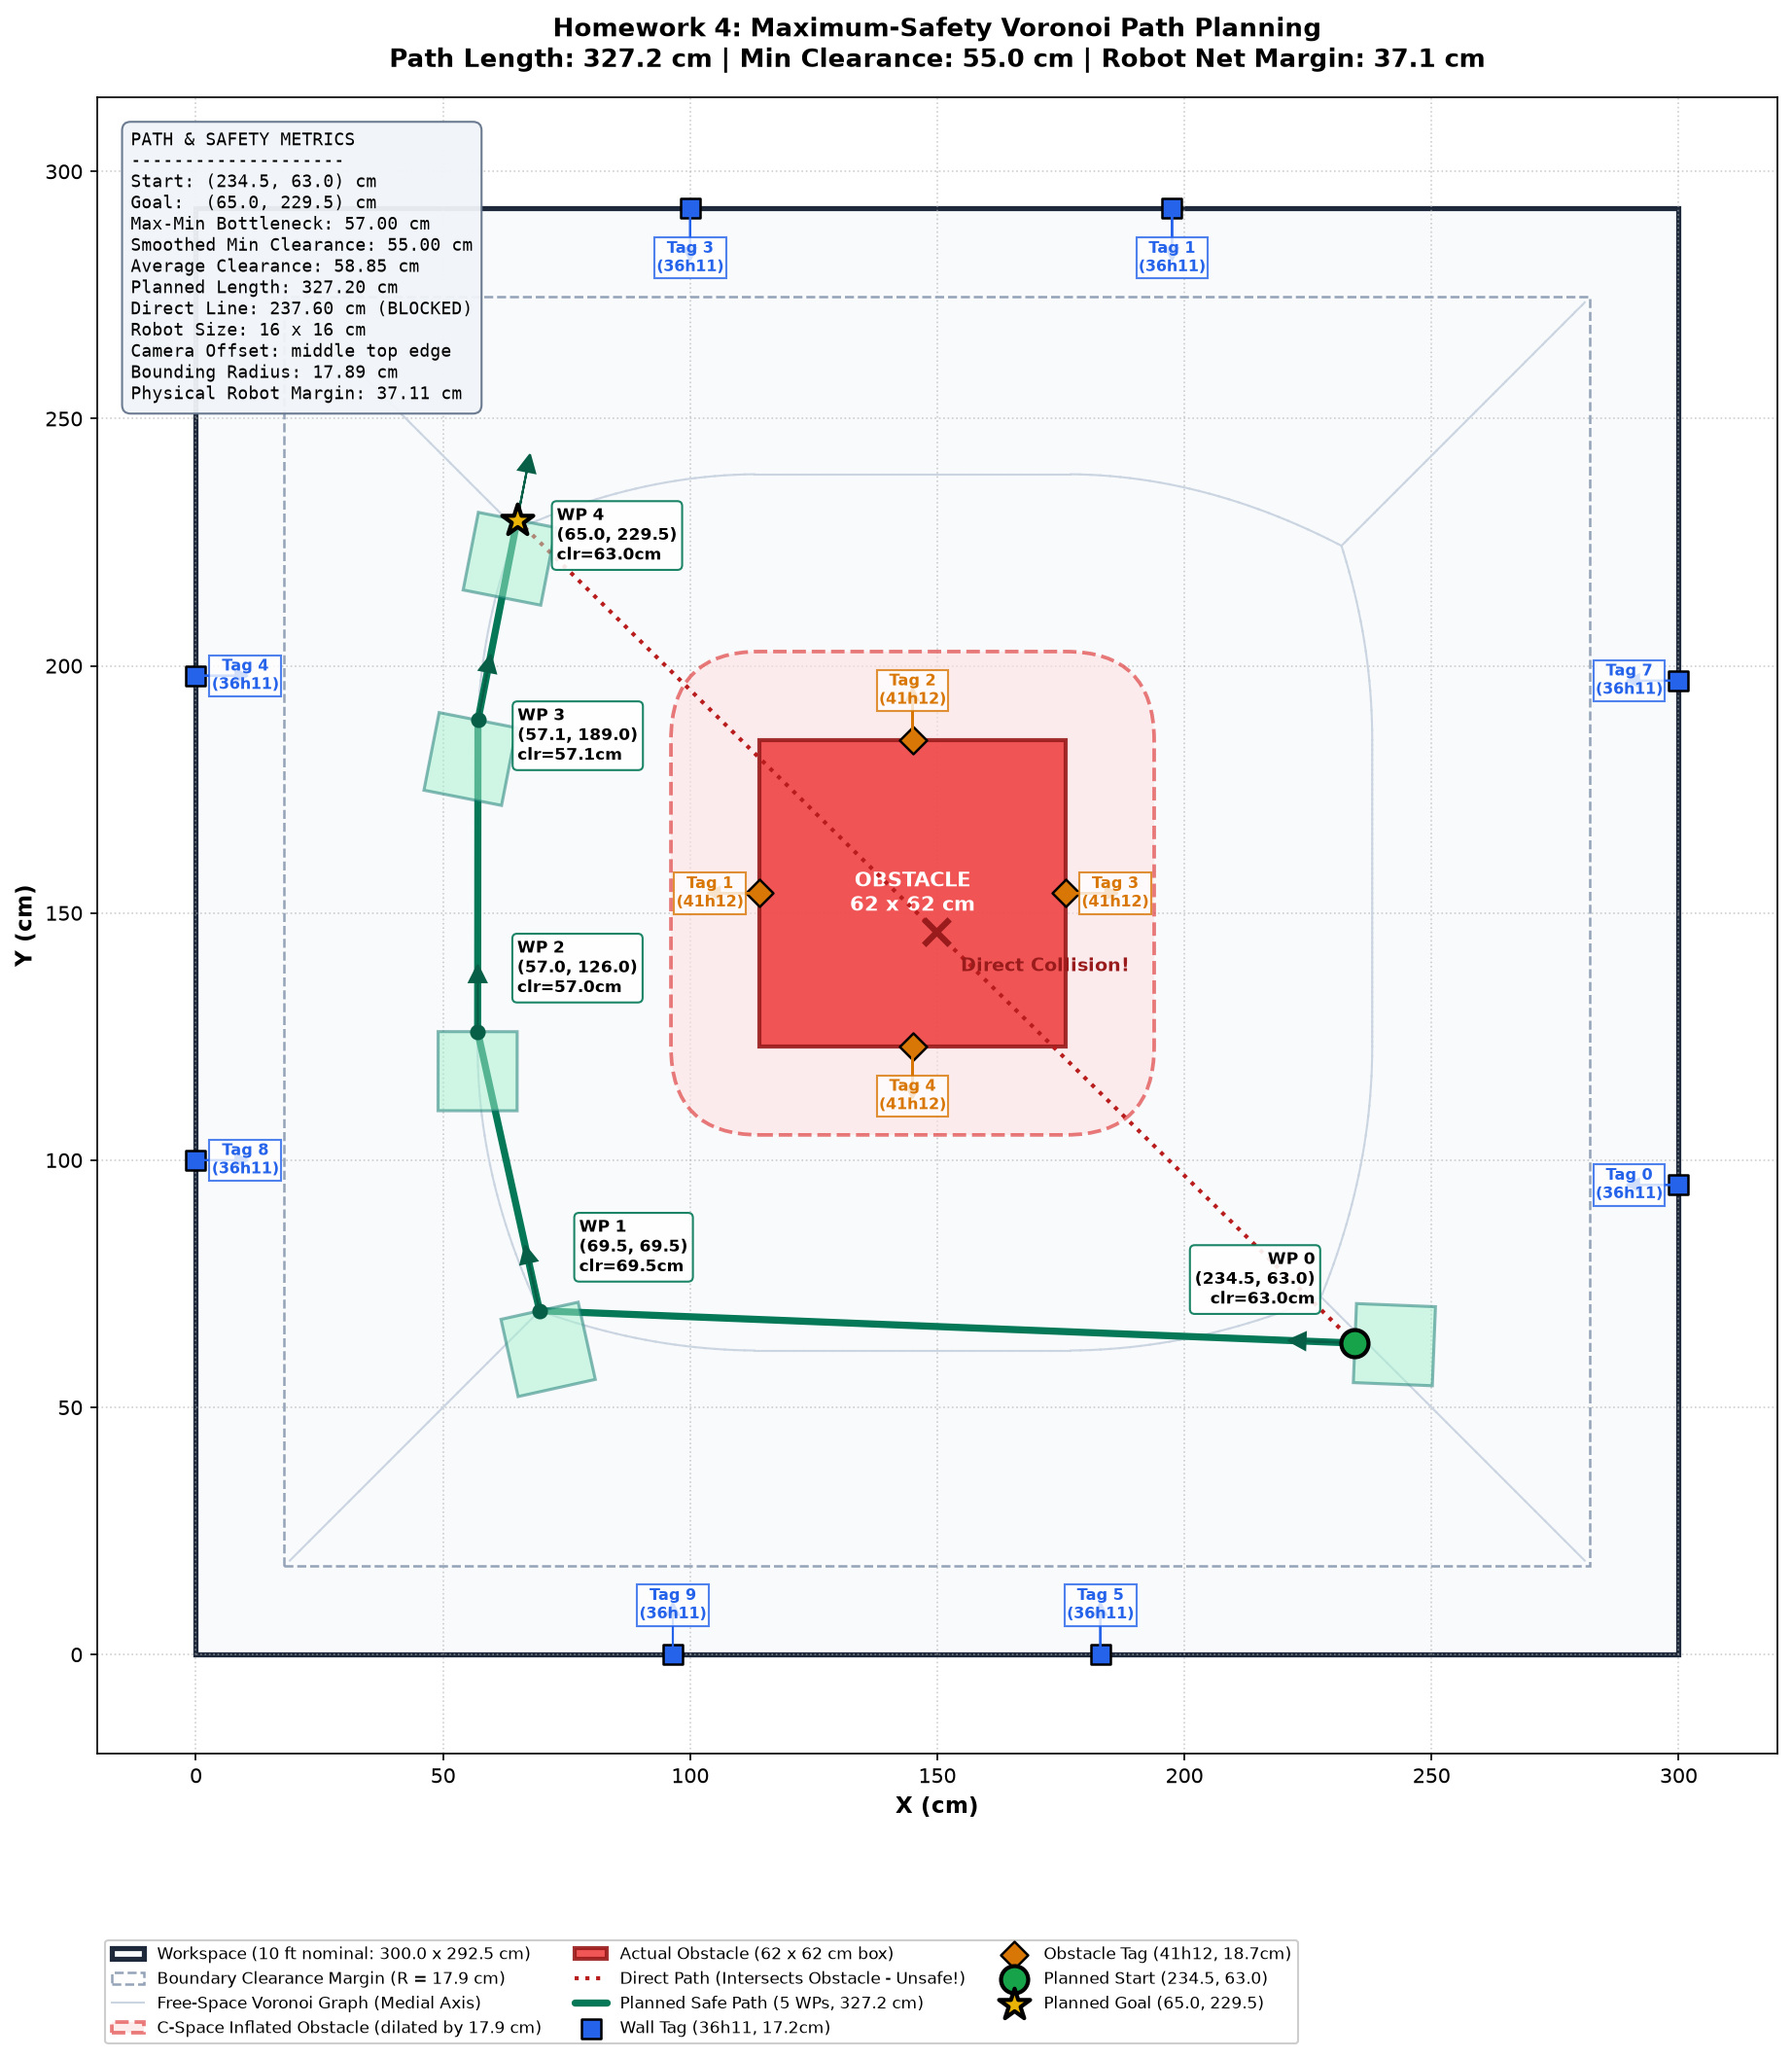 Homework 4: Maximum-Safety Voronoi Path Planning
Path Length: 327.2 cm | Min Clearance: 55.0 cm | Robot Net Margin: 37.1 cm
PATH & SAFETY METRICS
--------------------
Start: (234.5, 63.0) cm
Goal:  (65.0, 229.5) cm
Max-Min Bottleneck: 57.00 cm
Smoothed Min Clearance: 55.00 cm
Average Clearance: 58.85 cm
Planned Length: 327.20 cm
Direct Line: 237.60 cm (BLOCKED)
Robot Size: 16 x 16 cm
Camera Offset: middle top edge
Bounding Radius: 17.89 cm
Physical Robot Margin: 37.11 cm
Tag 3
(36h11)
Tag 1
(36h11)
WP 4
(65.0, 229.5)
clr=63.0cm
Tag 4
(36h11)
Tag 7
(36h11)
Tag 2
(41h12)
WP 3
(57.1, 189.0)
clr=57.1cm
Tag 1
(41h12)
OBSTACLE
62 x 62 cm
Tag 3
(41h12)
Direct Collision!
WP 2
(57.0, 126.0)
clr=57.0cm
Tag 4
(41h12)
Tag 8
(36h11)
Tag 0
(36h11)
WP 1
(69.5, 69.5)
clr=69.5cm
WP 0
(234.5, 63.0)
clr=63.0cm
Tag 9
(36h11)
Tag 5
(36h11)
300
250
200
150
100
50
0
Y (cm)
0 50 100 150 200 250 300
X (cm)
Workspace (10 ft nominal: 300.0 x 292.5 cm)
Boundary Clearance Margin (R = 17.9 cm)
Free-Space Voronoi Graph (Medial Axis)
C-Space Inflated Obstacle (dilated by 17.9 cm)
Actual Obstacle (62 x 62 cm box)
Direct Path (Intersects Obstacle - Unsafe!)
Planned Safe Path (5 WPs, 327.2 cm)
Wall Tag (36h11, 17.2cm)
Obstacle Tag (41h12, 18.7cm)
Planned Start (234.5, 63.0)
Planned Goal (65.0, 229.5)